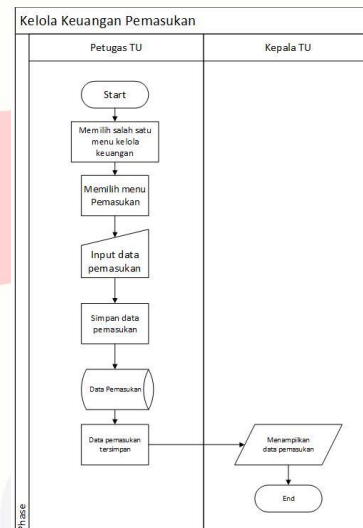 Kelola Keuangan Pemasukan
Petugas TU
Kepala TU
Start
Memilih salah satu
menu kelola
keuangan
Memilih menu
Pemasukan
Input data
pemasukan
Simpan data
pemasukan
Data Pemasukan
Data pemasukan
tersimpan
Menampilkan
data pemasukan
End
Phase